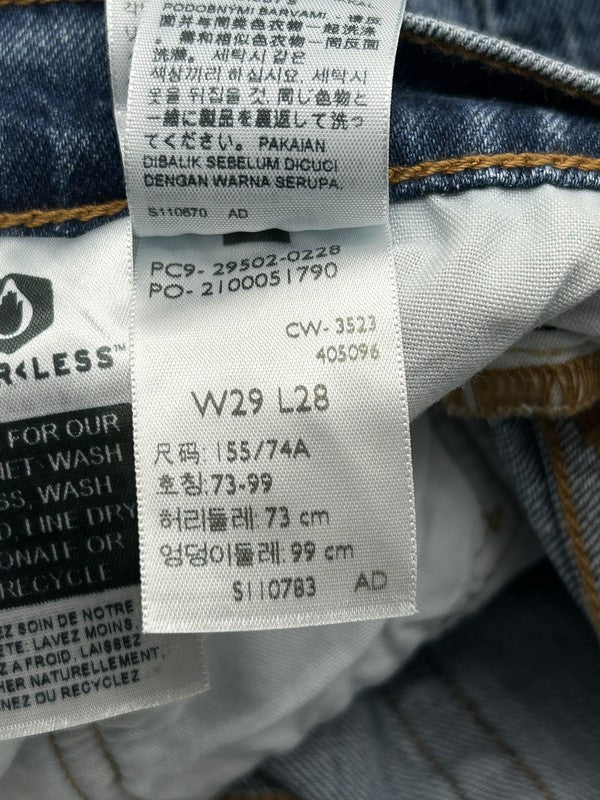 PODOBNYMI BARWAMI. 请反
面并与同类色衣物一起洗涤.
需和相似色衣物一同反面
洗滌. 세탁시 같은
색상끼리 하십시요. 세탁시
옷을 뒤집을 것. 同じ色物と
一緒に製品を裏返して洗っ
てください。PAKAIAN
DIBALIK SEBELUM DICUCI
DENGAN WARNA SERUPA.
S110670 AD
PC9- 29502-0228
PO- 2100051790
CW- 3523
405096
W29 L28
尺码 155/74A
호칭:73-99
허리둘레: 73 cm
엉덩이둘레: 99 cm
S110783 AD
R<LESS™
FOR OUR
NET: WASH
SS, WASH
D, LINE DRY
ONATE OR
RECYCLE
EZ SOIN DE NOTRE
ÈTE: LAVEZ MOINS,
Z A FROID, LAISSEZ
HER NATURELLEMENT,
NEZ DU RECYCLEZ